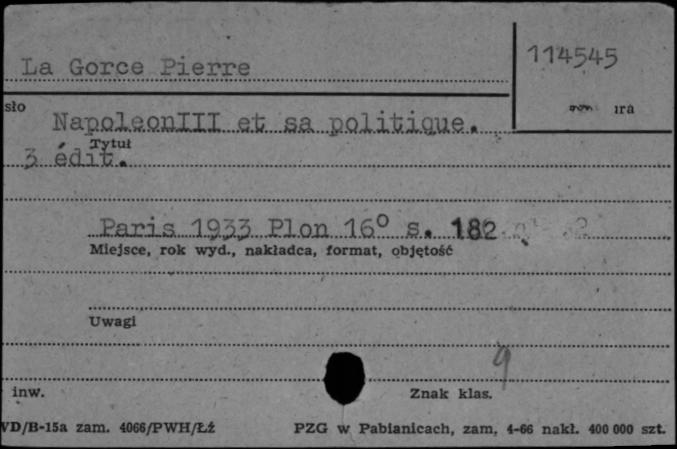 La Gorce Pierre
114545
sło
NapoleonIII et sa politique.
Tytuł
3 édit.
Paris 1933 Plon 16° s. 182
Miejsce, rok wyd., nakładca, format, objętość
Uwagi
9
inw.
Znak klas.
VD/B-15a zam. 4066/PWH/Łź
PZG w Pabianicach, zam. 4-66 nakł. 400 000 szt.